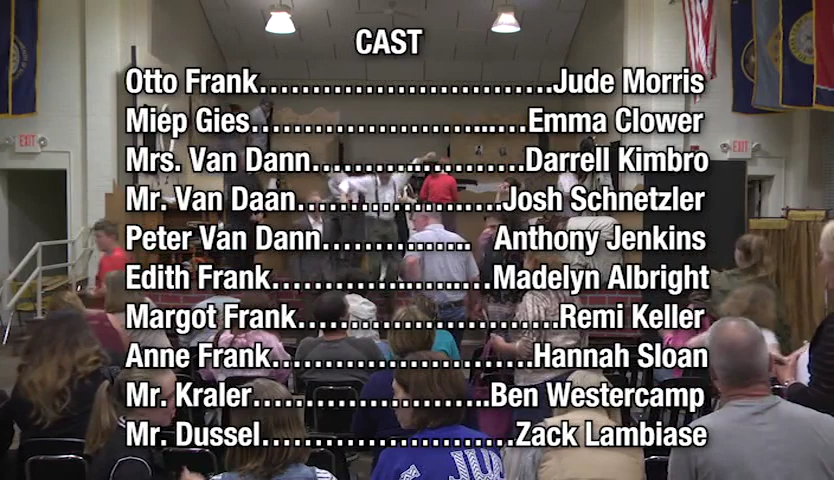 CAST
Otto Frank................................Jude Morris
Miep Gies..............................Emma Clower
Mrs. Van Dann.......................Darrell Kimbro
Mr. Van Daan......................Josh Schnetzler
Peter Van Dann................ Anthony Jenkins
Edith Frank........................Madelyn Albright
Margot Frank............................Remi Keller
Anne Frank............................Hannah Sloan
Mr. Kraler..........................Ben Westercamp
Mr. Dussel...........................Zack Lambiase
EXIT
EXIT